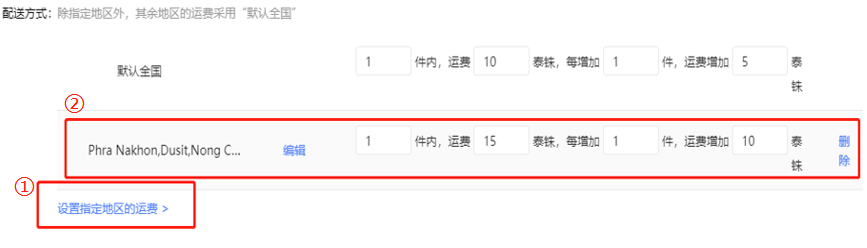 配送方式：除指定地区外，其余地区的运费采用“默认全国”
默认全国 1 件内，运费 10 泰铢，每增加 1 件，运费增加 5 泰铢
②
Phra Nakhon,Dusit,Nong C... 编辑 1 件内，运费 15 泰铢，每增加 1 件，运费增加 10 泰铢 删除
①
设置指定地区的运费 >